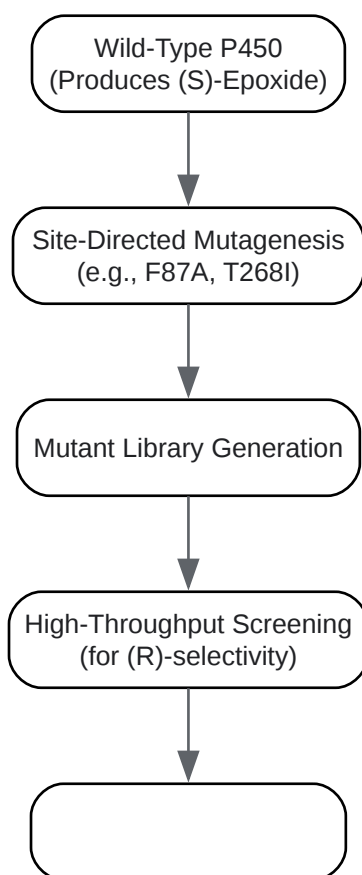 Wild-Type P450
(Produces (S)-Epoxide)
Site-Directed Mutagenesis
(e.g., F87A, T268I)
Mutant Library Generation
High-Throughput Screening
(for (R)-selectivity)